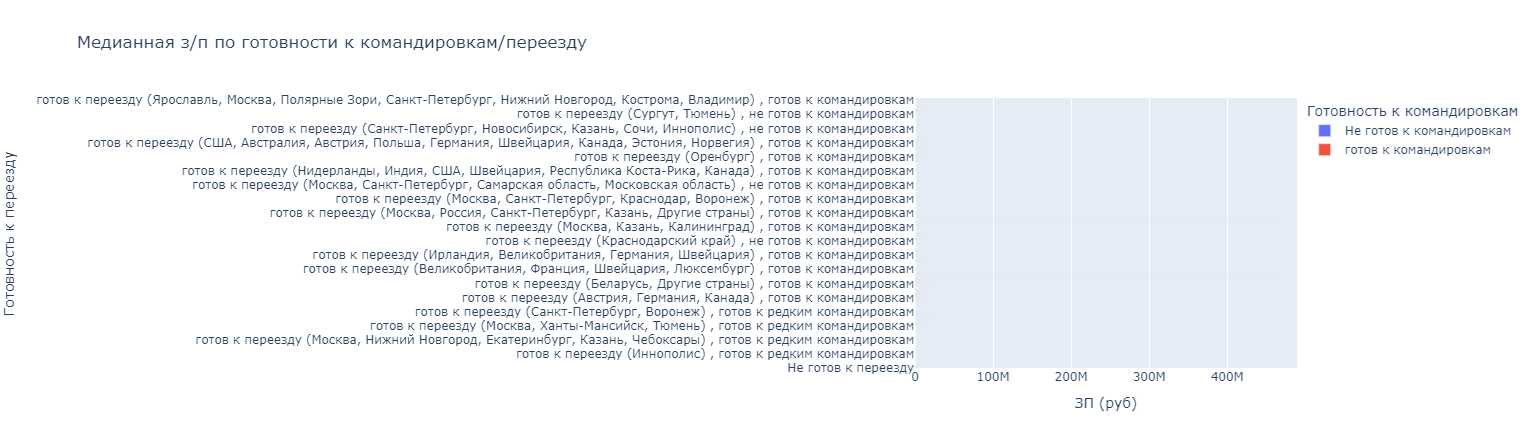 Медианная з/п по готовности к командировкам/переезду
Готовность к переезду
готов к переезду (Ярославль, Москва, Полярные Зори, Санкт-Петербург, Нижний Новгород, Кострома, Владимир) , готов к командировкам
готов к переезду (Сургут, Тюмень) , не готов к командировкам
готов к переезду (Санкт-Петербург, Новосибирск, Казань, Сочи, Иннополис) , не готов к командировкам
готов к переезду (США, Австралия, Австрия, Польша, Германия, Швейцария, Канада, Эстония, Норвегия) , готов к командировкам
готов к переезду (Оренбург) , готов к командировкам
готов к переезду (Нидерланды, Индия, США, Швейцария, Республика Коста-Рика, Канада) , готов к командировкам
готов к переезду (Москва, Санкт-Петербург, Самарская область, Московская область) , не готов к командировкам
готов к переезду (Москва, Санкт-Петербург, Краснодар, Воронеж) , готов к командировкам
готов к переезду (Москва, Россия, Санкт-Петербург, Казань, Другие страны) , готов к командировкам
готов к переезду (Москва, Казань, Калининград) , готов к командировкам
готов к переезду (Краснодарский край) , не готов к командировкам
готов к переезду (Ирландия, Великобритания, Германия, Швейцария) , готов к командировкам
готов к переезду (Великобритания, Франция, Швейцария, Люксембург) , готов к командировкам
готов к переезду (Беларусь, Другие страны) , готов к командировкам
готов к переезду (Австрия, Германия, Канада) , готов к командировкам
готов к переезду (Санкт-Петербург, Воронеж) , готов к редким командировкам
готов к переезду (Москва, Ханты-Мансийск, Тюмень) , готов к редким командировкам
готов к переезду (Москва, Нижний Новгород, Екатеринбург, Казань, Чебоксары) , готов к редким командировкам
готов к переезду (Иннополис) , готов к редким командировкам
Не готов к переезду
0 100M 200M 300M 400M
ЗП (руб)
Готовность к командировкам
Не готов к командировкам
готов к командировкам